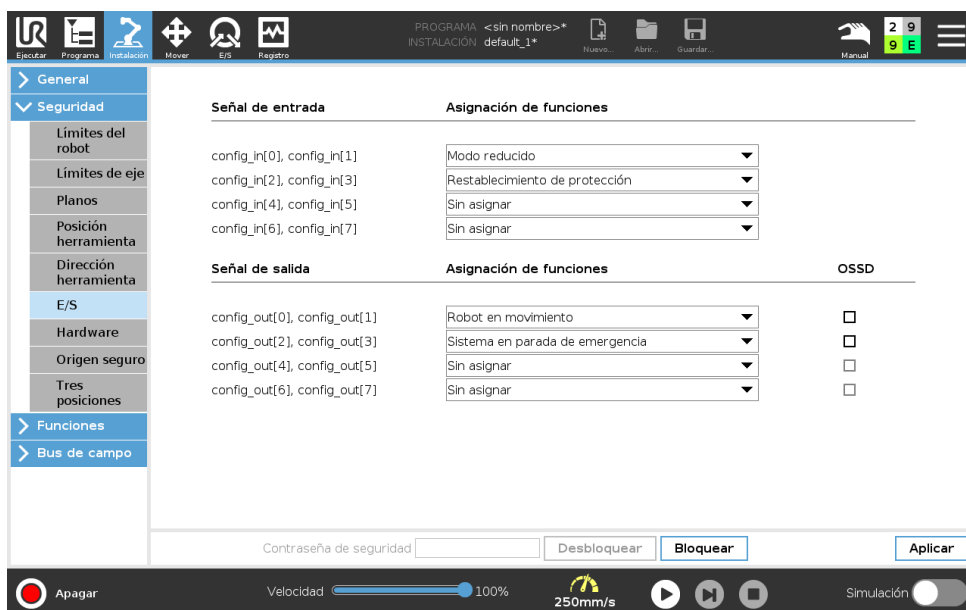 PROGRAMA <sin nombre>*
INSTALACIÓN default_1*
UR
Ejecutar Programa Instalación Mover E/S Registro
Nuevo... Abrir... Guardar...
Manual
2 9
9 E
General
Seguridad
Límites del
robot
Límites de eje
Planos
Posición
herramienta
Dirección
herramienta
E/S
Hardware
Origen seguro
Tres
posiciones
Funciones
Bus de campo
Señal de entrada Asignación de funciones
config_in[0], config_in[1] Modo reducido
config_in[2], config_in[3] Restablecimiento de protección
config_in[4], config_in[5] Sin asignar
config_in[6], config_in[7] Sin asignar
Señal de salida Asignación de funciones OSSD
config_out[0], config_out[1] Robot en movimiento
config_out[2], config_out[3] Sistema en parada de emergencia
config_out[4], config_out[5] Sin asignar
config_out[6], config_out[7] Sin asignar
Contraseña de seguridad Desbloquear Bloquear Aplicar
Apagar Velocidad 100% 250mm/s Simulación